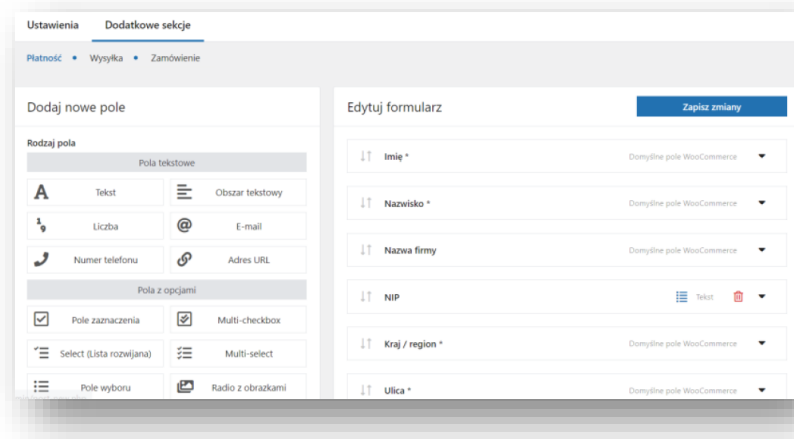 Ustawienia Dodatkowe sekcje
Płatność • Wysyłka • Zamówienie
Dodaj nowe pole
Rodzaj pola
Pola tekstowe
Tekst
Obszar tekstowy
Liczba
E-mail
Numer telefonu
Adres URL
Pola z opcjami
Pole zaznaczenia
Multi-checkbox
Select (Lista rozwijana)
Multi-select
Pole wyboru
Radio z obrazkami
Edytuj formularz
Zapisz zmiany
Imię * Domyślne pole WooCommerce
Nazwisko * Domyślne pole WooCommerce
Nazwa firmy Domyślne pole WooCommerce
NIP Tekst
Kraj / region * Domyślne pole WooCommerce
Ulica * Domyślne pole WooCommerce